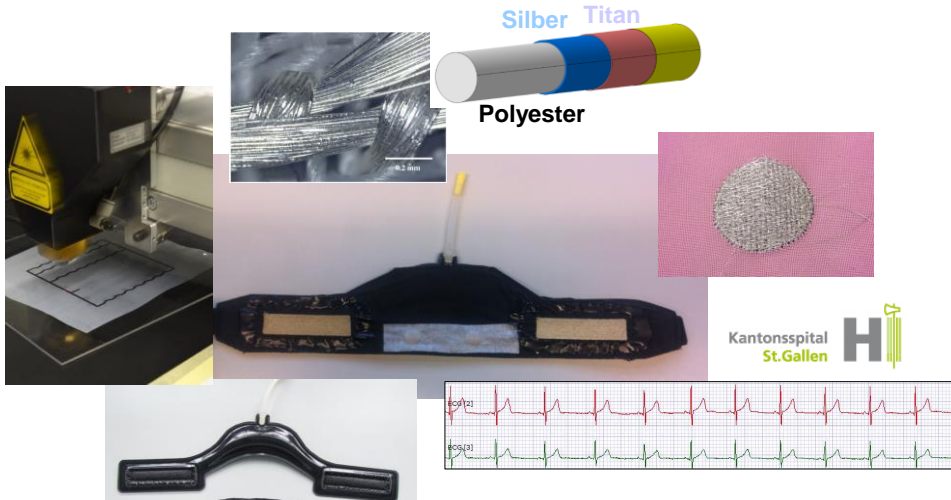 Silber Titan
Polyester
0.2 mm
Kantonsspital
St.Gallen
ECG [2]
ECG [3]